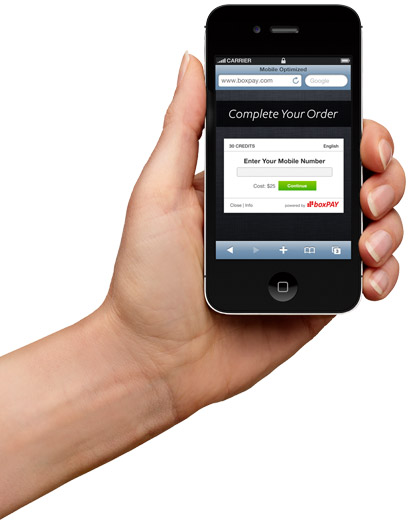 CARRIER
Mobile Optimized
www.boxpay.com Google
Complete Your Order
30 CREDITS English
Enter Your Mobile Number
Cost: $25 Continue
Close | Info powered by boxPAY